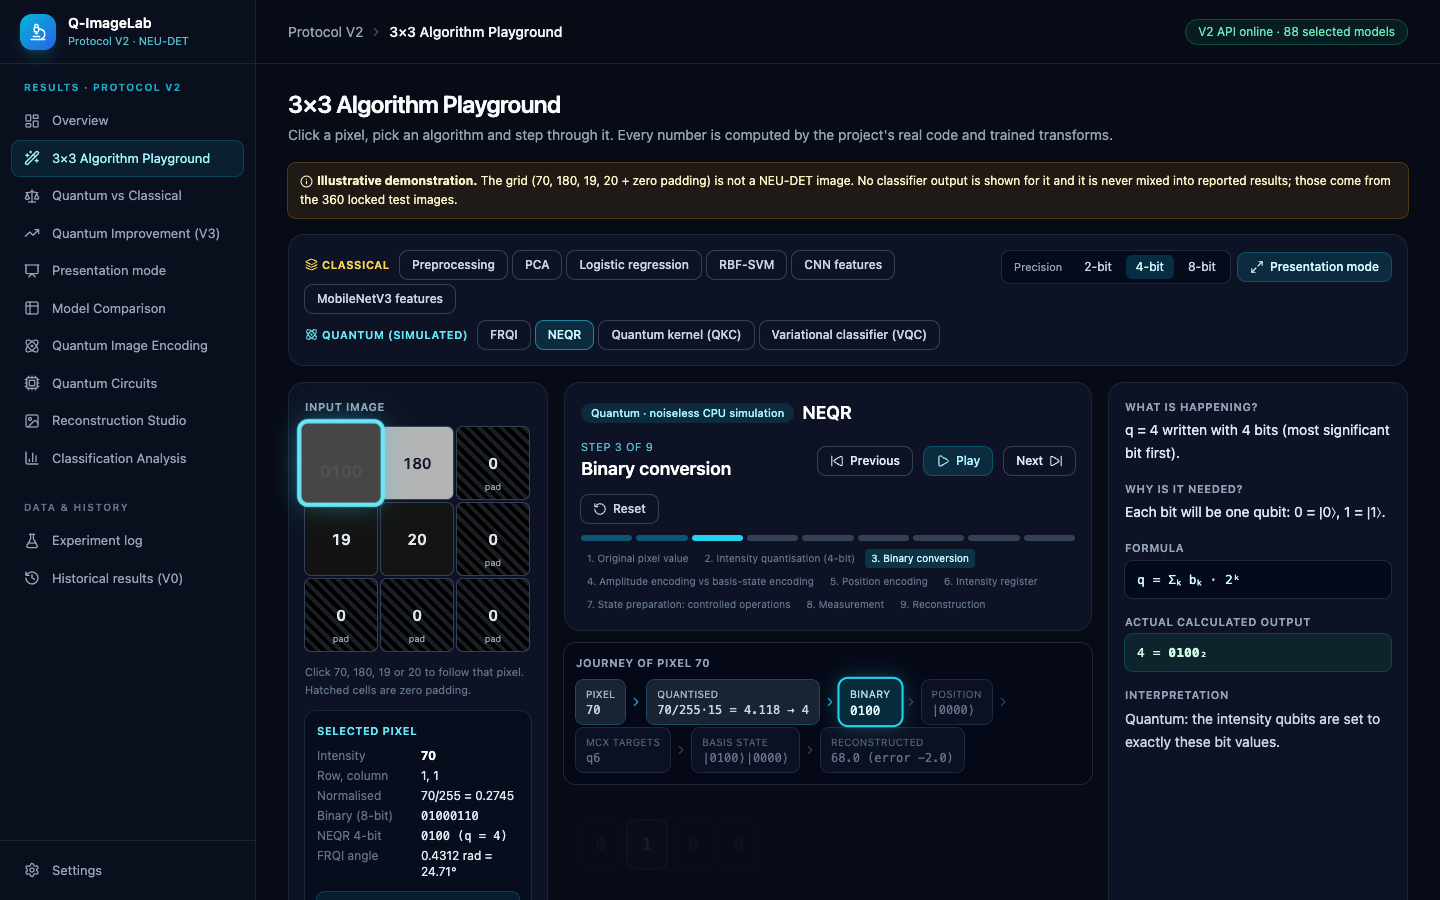 Q-ImageLab
Protocol V2 · NEU-DET
RESULTS · PROTOCOL V2
Overview
3×3 Algorithm Playground
Quantum vs Classical
Quantum Improvement (V3)
Presentation mode
Model Comparison
Quantum Image Encoding
Quantum Circuits
Reconstruction Studio
Classification Analysis
DATA & HISTORY
Experiment log
Historical results (V0)
Settings
Protocol V2 › 3×3 Algorithm Playground
V2 API online · 88 selected models
3×3 Algorithm Playground
Click a pixel, pick an algorithm and step through it. Every number is computed by the project's real code and trained transforms.
Illustrative demonstration. The grid (70, 180, 19, 20 + zero padding) is not a NEU-DET image. No classifier output is shown for it and it is never mixed into reported results; those come from
the 360 locked test images.
CLASSICAL Preprocessing PCA Logistic regression RBF-SVM CNN features
MobileNetV3 features
Precision 2-bit 4-bit 8-bit Presentation mode
QUANTUM (SIMULATED) FRQI NEQR Quantum kernel (QKC) Variational classifier (VQC)
INPUT IMAGE
0100 180 0
pad
19 20 0
pad
0 0 0
pad pad pad
Click 70, 180, 19 or 20 to follow that pixel.
Hatched cells are zero padding.
SELECTED PIXEL
Intensity 70
Row, column 1, 1
Normalised 70/255 = 0.2745
Binary (8-bit) 01000110
NEQR 4-bit 0100 (q = 4)
FRQI angle 0.4312 rad =
24.71°
Quantum · noiseless CPU simulation NEQR
STEP 3 OF 9
Binary conversion
Previous Play Next
Reset
1. Original pixel value 2. Intensity quantisation (4-bit) 3. Binary conversion
4. Amplitude encoding vs basis-state encoding 5. Position encoding 6. Intensity register
7. State preparation: controlled operations 8. Measurement 9. Reconstruction
JOURNEY OF PIXEL 70
PIXEL
70
QUANTISED
70/255·15 = 4.118 → 4
BINARY
0100
POSITION
|0000⟩
MCX TARGETS
q6
BASIS STATE
|0100⟩|0000⟩
RECONSTRUCTED
68.0 (error −2.0)
0 1 0 0
WHAT IS HAPPENING?
q = 4 written with 4 bits (most significant
bit first).
WHY IS IT NEEDED?
Each bit will be one qubit: 0 = |0⟩, 1 = |1⟩.
FORMULA
q = Σₖ bₖ · 2ᵏ
ACTUAL CALCULATED OUTPUT
4 = 0100₂
INTERPRETATION
Quantum: the intensity qubits are set to
exactly these bit values.